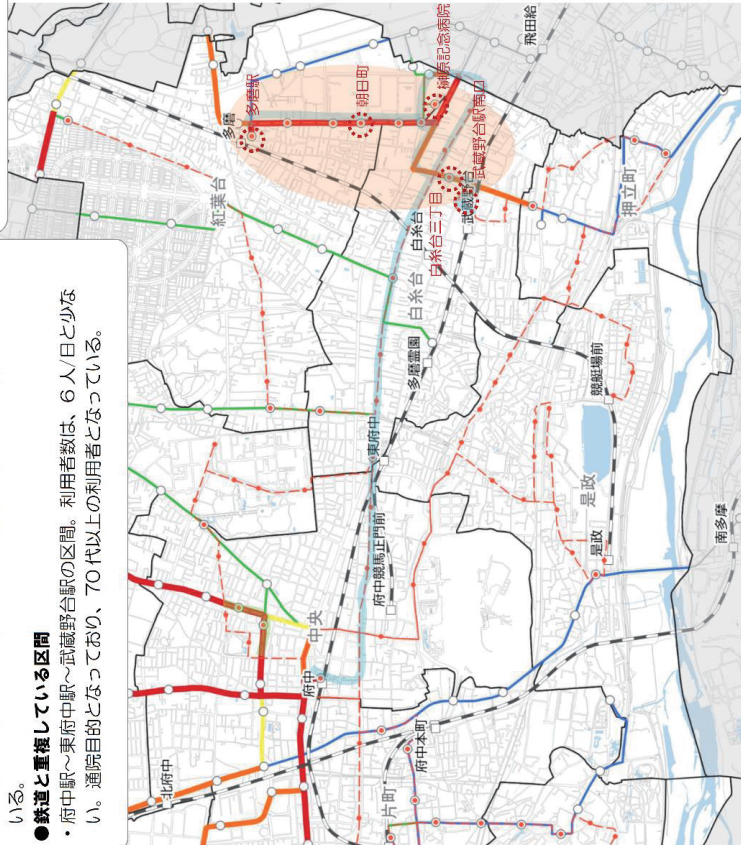 いる。
●鉄道と重複している区間
・府中駅~東府中駅~武蔵野台駅の区間。利用者数は、6人/日と少な
い。通院目的となっており、70代以上の利用者となっている。
多磨
多磨駅
朝日町
榊原記念病院
飛田給
紅葉台
白糸台
白糸台三丁目
武蔵野台
武蔵野台駅南口
押立町
白糸台
多磨霊園
東府中
競艇場前
府中競馬正門前
是政
是政
南多摩
中央
府中
北府中
府中本町
片町